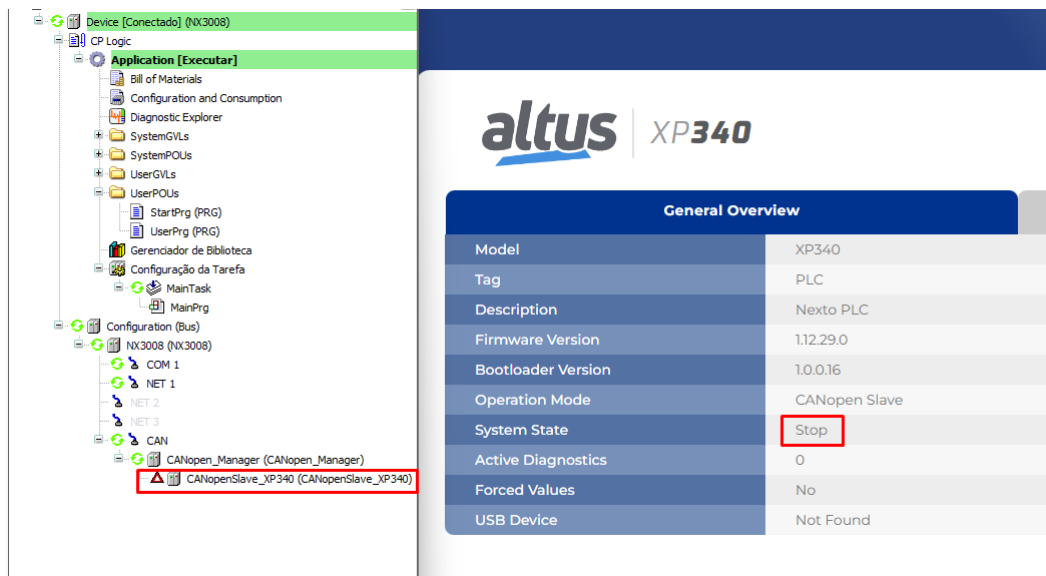 Device [Conectado] (NX3008)
CP Logic
Application [Executar]
Bill of Materials
Configuration and Consumption
Diagnostic Explorer
SystemGVLs
SystemPOUs
UserGVLs
UserPOUs
StartPrg (PRG)
UserPrg (PRG)
Gerenciador de Biblioteca
Configuração da Tarefa
MainTask
MainPrg
Configuration (Bus)
NX3008 (NX3008)
COM 1
NET 1
NET 2
NET 3
CAN
CANopen_Manager (CANopen_Manager)
CANopenSlave_XP340 (CANopenSlave_XP340)
altus XP340
General Overview
Model XP340
Tag PLC
Description Nexto PLC
Firmware Version 1.12.29.0
Bootloader Version 1.0.0.16
Operation Mode CANopen Slave
System State Stop
Active Diagnostics 0
Forced Values No
USB Device Not Found